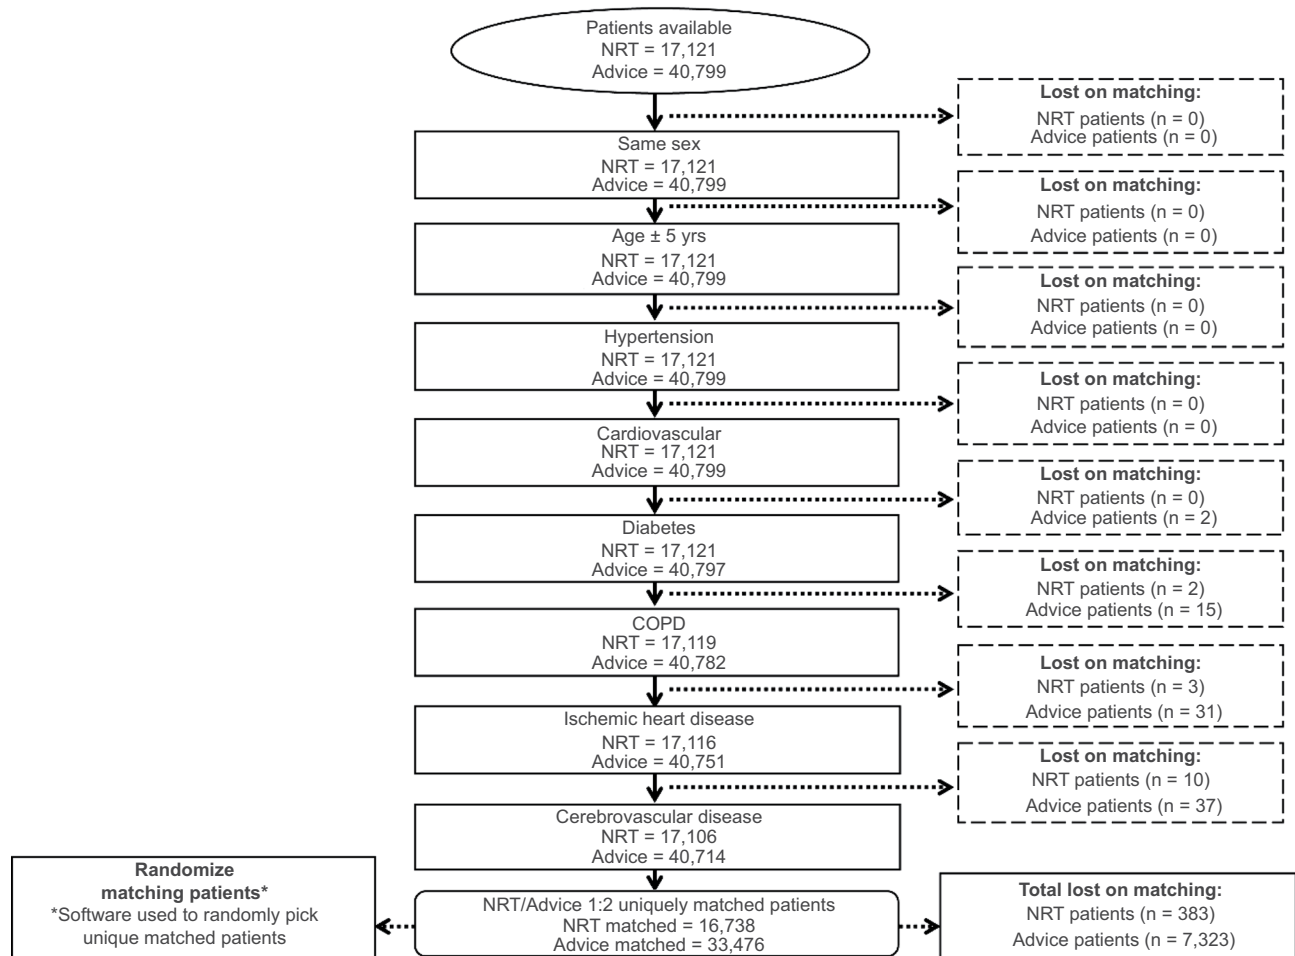 Patients available
NRT = 17,121
Advice = 40,799
Lost on matching:
NRT patients (n = 0)
Advice patients (n = 0)
Same sex
NRT = 17,121
Advice = 40,799
Lost on matching:
NRT patients (n = 0)
Advice patients (n = 0)
Age ± 5 yrs
NRT = 17,121
Advice = 40,799
Lost on matching:
NRT patients (n = 0)
Advice patients (n = 0)
Hypertension
NRT = 17,121
Advice = 40,799
Lost on matching:
NRT patients (n = 0)
Advice patients (n = 0)
Cardiovascular
NRT = 17,121
Advice = 40,799
Lost on matching:
NRT patients (n = 0)
Advice patients (n = 2)
Diabetes
NRT = 17,121
Advice = 40,797
Lost on matching:
NRT patients (n = 2)
Advice patients (n = 15)
COPD
NRT = 17,119
Advice = 40,782
Lost on matching:
NRT patients (n = 3)
Advice patients (n = 31)
Ischemic heart disease
NRT = 17,116
Advice = 40,751
Lost on matching:
NRT patients (n = 10)
Advice patients (n = 37)
Cerebrovascular disease
NRT = 17,106
Advice = 40,714
Randomize
matching patients*
*Software used to randomly pick
unique matched patients
NRT/Advice 1:2 uniquely matched patients
NRT matched = 16,738
Advice matched = 33,476
Total lost on matching:
NRT patients (n = 383)
Advice patients (n = 7,323)